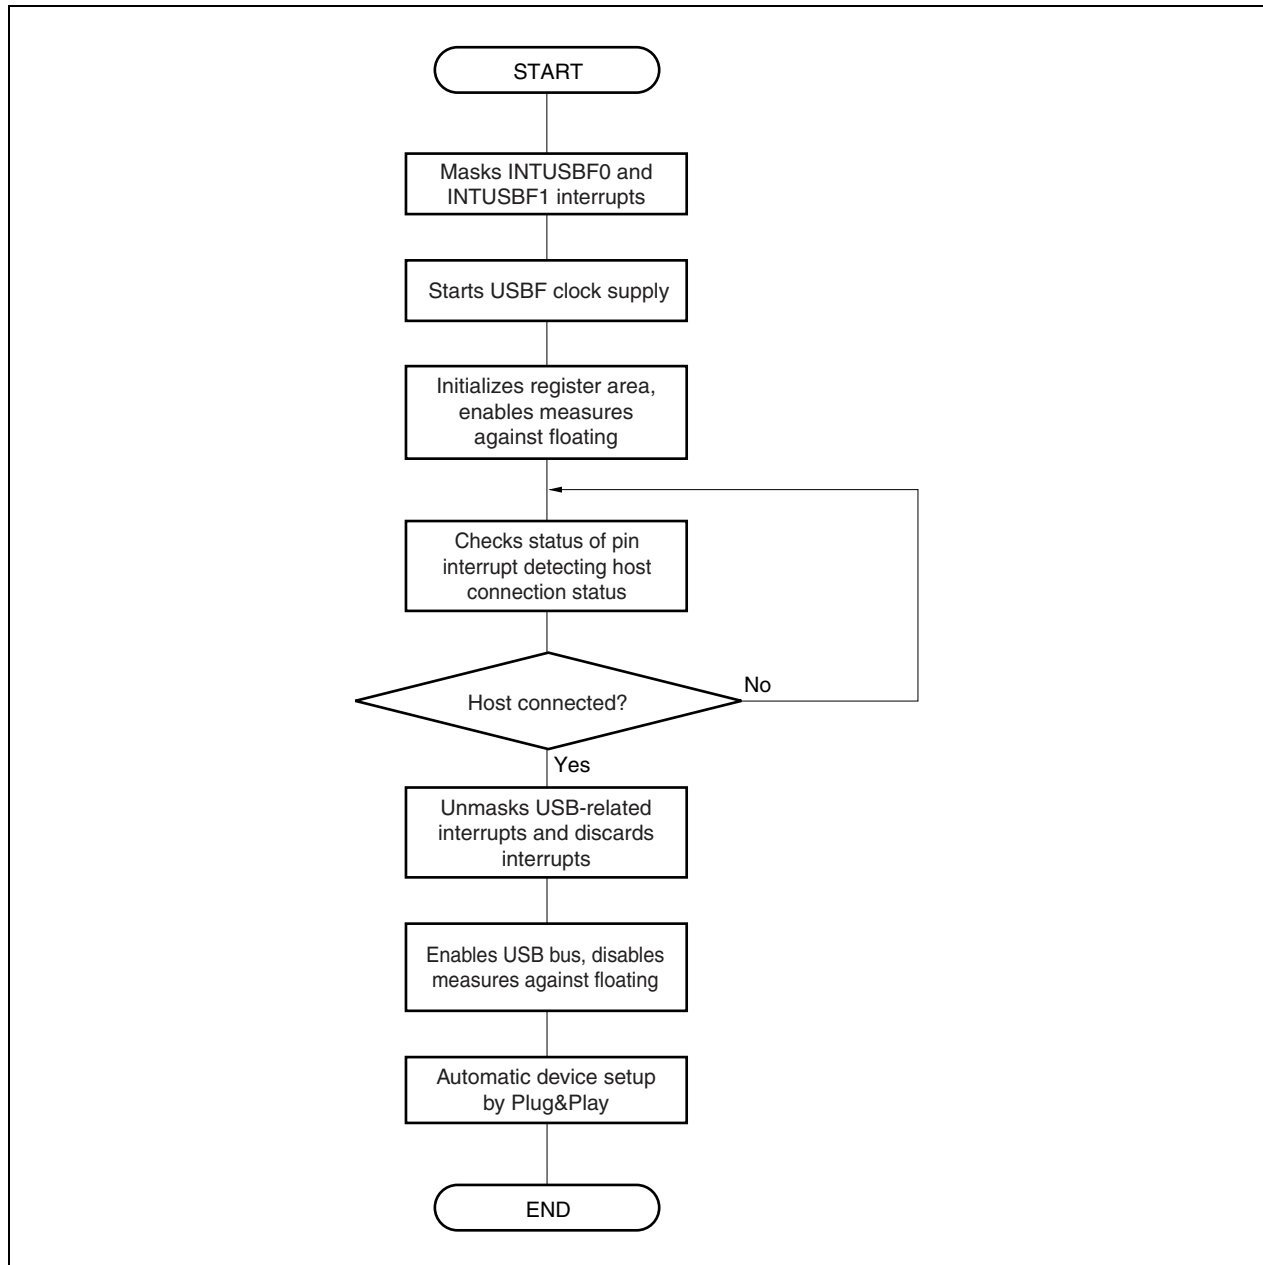 START
Masks INTUSBF0 and
INTUSBF1 interrupts
Starts USBF clock supply
Initializes register area,
enables measures
against floating
Checks status of pin
interrupt detecting host
connection status
Host connected?
No
Yes
Unmasks USB-related
interrupts and discards
interrupts
Enables USB bus, disables
measures against floating
Automatic device setup
by Plug&Play
END